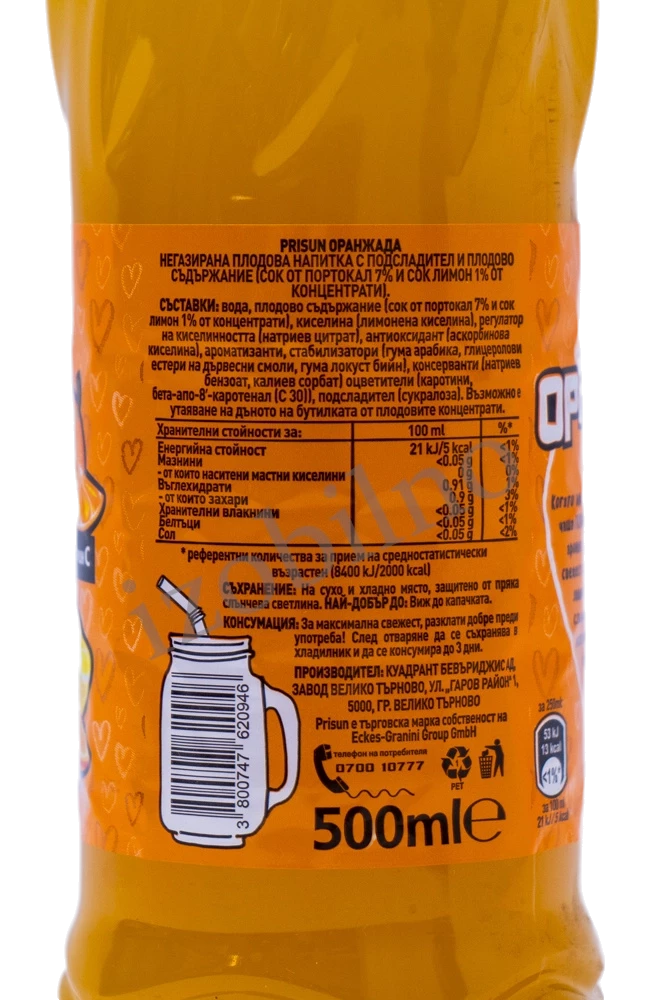 PRISUN ОРАНЖАДА
НЕГАЗИРАНА ПЛОДОВА НАПИТКА С ПОДСЛАДИТЕЛ И ПЛОДОВО
СЪДЪРЖАНИЕ (СОК ОТ ПОРТОКАЛ 7% И СОК ЛИМОН 1% ОТ
КОНЦЕНТРАТИ).
СЪСТАВКИ: вода, плодово съдържание (сок от портокал 7% и сок
лимон 1% от концентрати), киселина (лимонена киселина), регулатор
на киселинността (натриев цитрат), антиоксидант (аскорбинова
киселина), ароматизанти, стабилизатори (гума арабика, глицеролови
естери на дървесни смоли, гума локуст бийн), консерванти (натриев
бензоат, калиев сорбат) оцветители (каротини,
бета-апо-8'-каротенал (C 30)), подсладител (сукралоза). Възможно е
утаяване на дъното на бутилката от плодовите концентрати.
Хранителни стойности за: 100 ml %*
Енергийна стойност 21 kJ/5 kcal <1%
Мазнини <0.05 g <1%
- от които наситени мастни киселини 0 g 0%
Въглехидрати 0.91 g 1%
- от които захари 0.9 g 3%
Хранителни влакнини <0.05 g <1%
Белтъци <0.05 g <1%
Сол <0.05 g <2%
* референтни количества за прием на средностатистически
възрастен (8400 kJ/2000 kcal)
СЪХРАНЕНИЕ: На сухо и хладно място, защитено от пряка
слънчева светлина. НАЙ-ДОБЪР ДО: Виж до капачката.
КОНСУМАЦИЯ: За максимална свежест, разклати добре преди
употреба! След отваряне да се съхранява в
хладилник и да се консумира до 3 дни.
ПРОИЗВОДИТЕЛ: КУАДРАНТ БЕВЪРИДЖИС АД,
ЗАВОД ВЕЛИКО ТЪРНОВО, УЛ. „ГАРОВ РАЙОН" 1,
5000, ГР. ВЕЛИКО ТЪРНОВО
Prisun е търговска марка собственост на
Eckes-Granini Group GmbH
телефон на потребителя
0700 10777
PET
500ml e
3 800747 620946
за 250ml:
53 kJ
13 kcal
<1%*
за 100 ml
21 kJ/5 kcal
izobilno